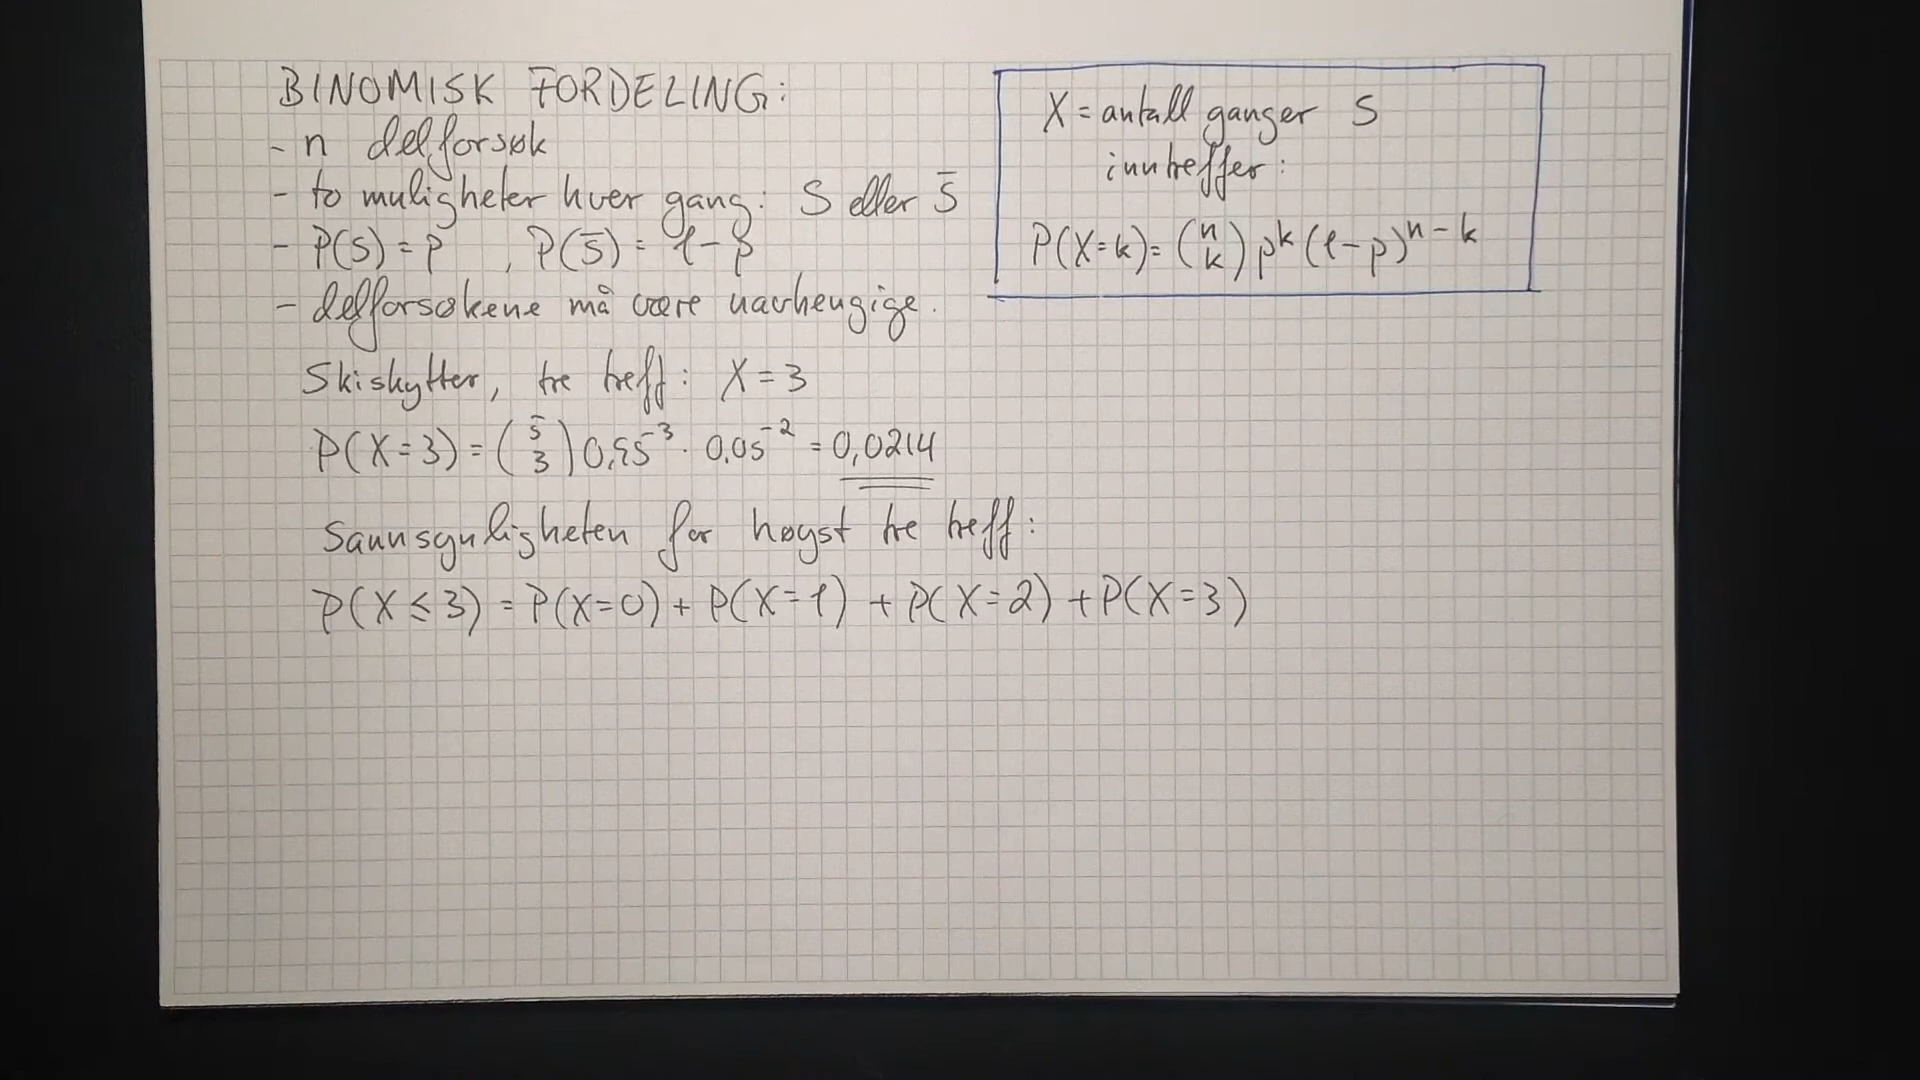 BINOMISK FORDELING:
- n delforsøk
- to muligheter hver gang: S eller S̄
- P(S) = p , P(S̄) = 1 - p
- delforsøkene må være uavhengige.
X = antall ganger S
inntreffer:
P(X=k) = (n k) p^k (1-p)^(n-k)
Skiskytter, tre treff: X = 3
P(X=3) = (5 3) 0,95^3 · 0,05^2 = 0,0214
Sannsynligheten for høyst tre treff:
P(X ≤ 3) = P(X=0) + P(X=1) + P(X=2) + P(X=3)